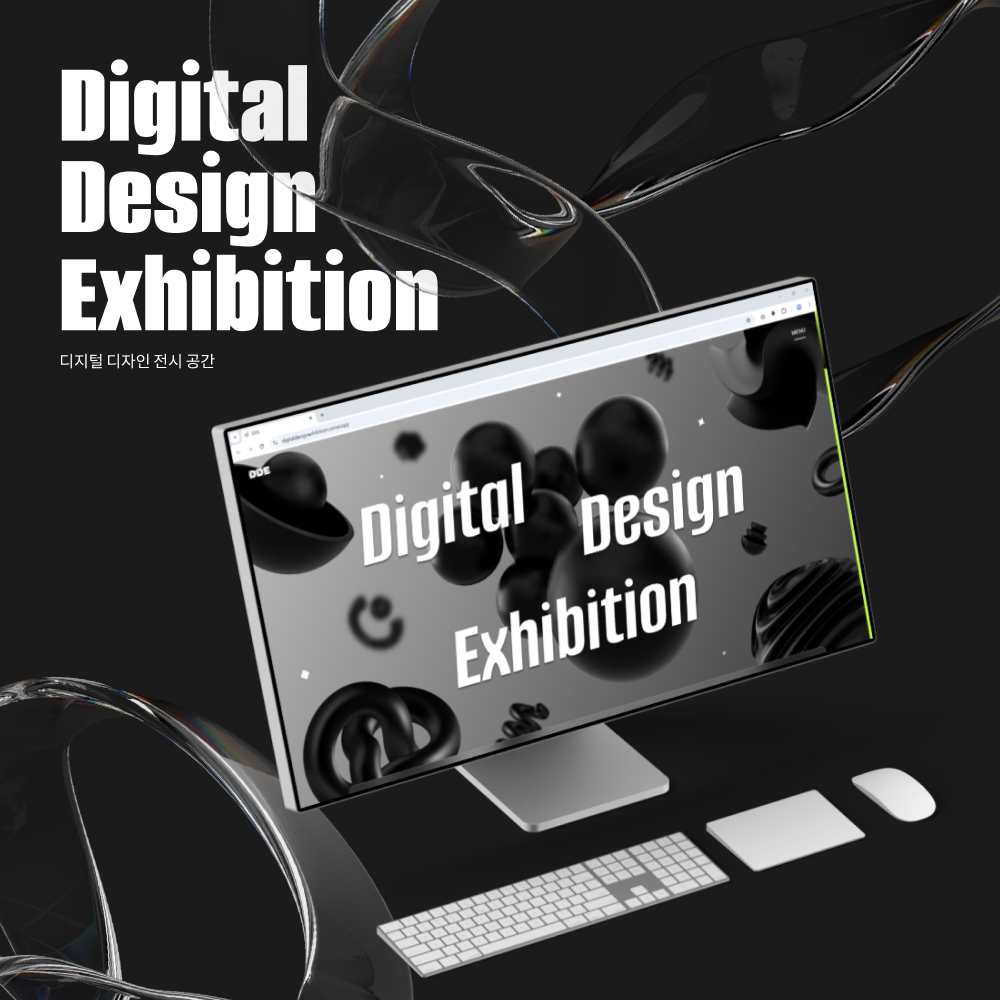 Digital
Design
Exhibition
디지털 디자인 전시 공간
MENU
DDE
Digital Design
Exhibition